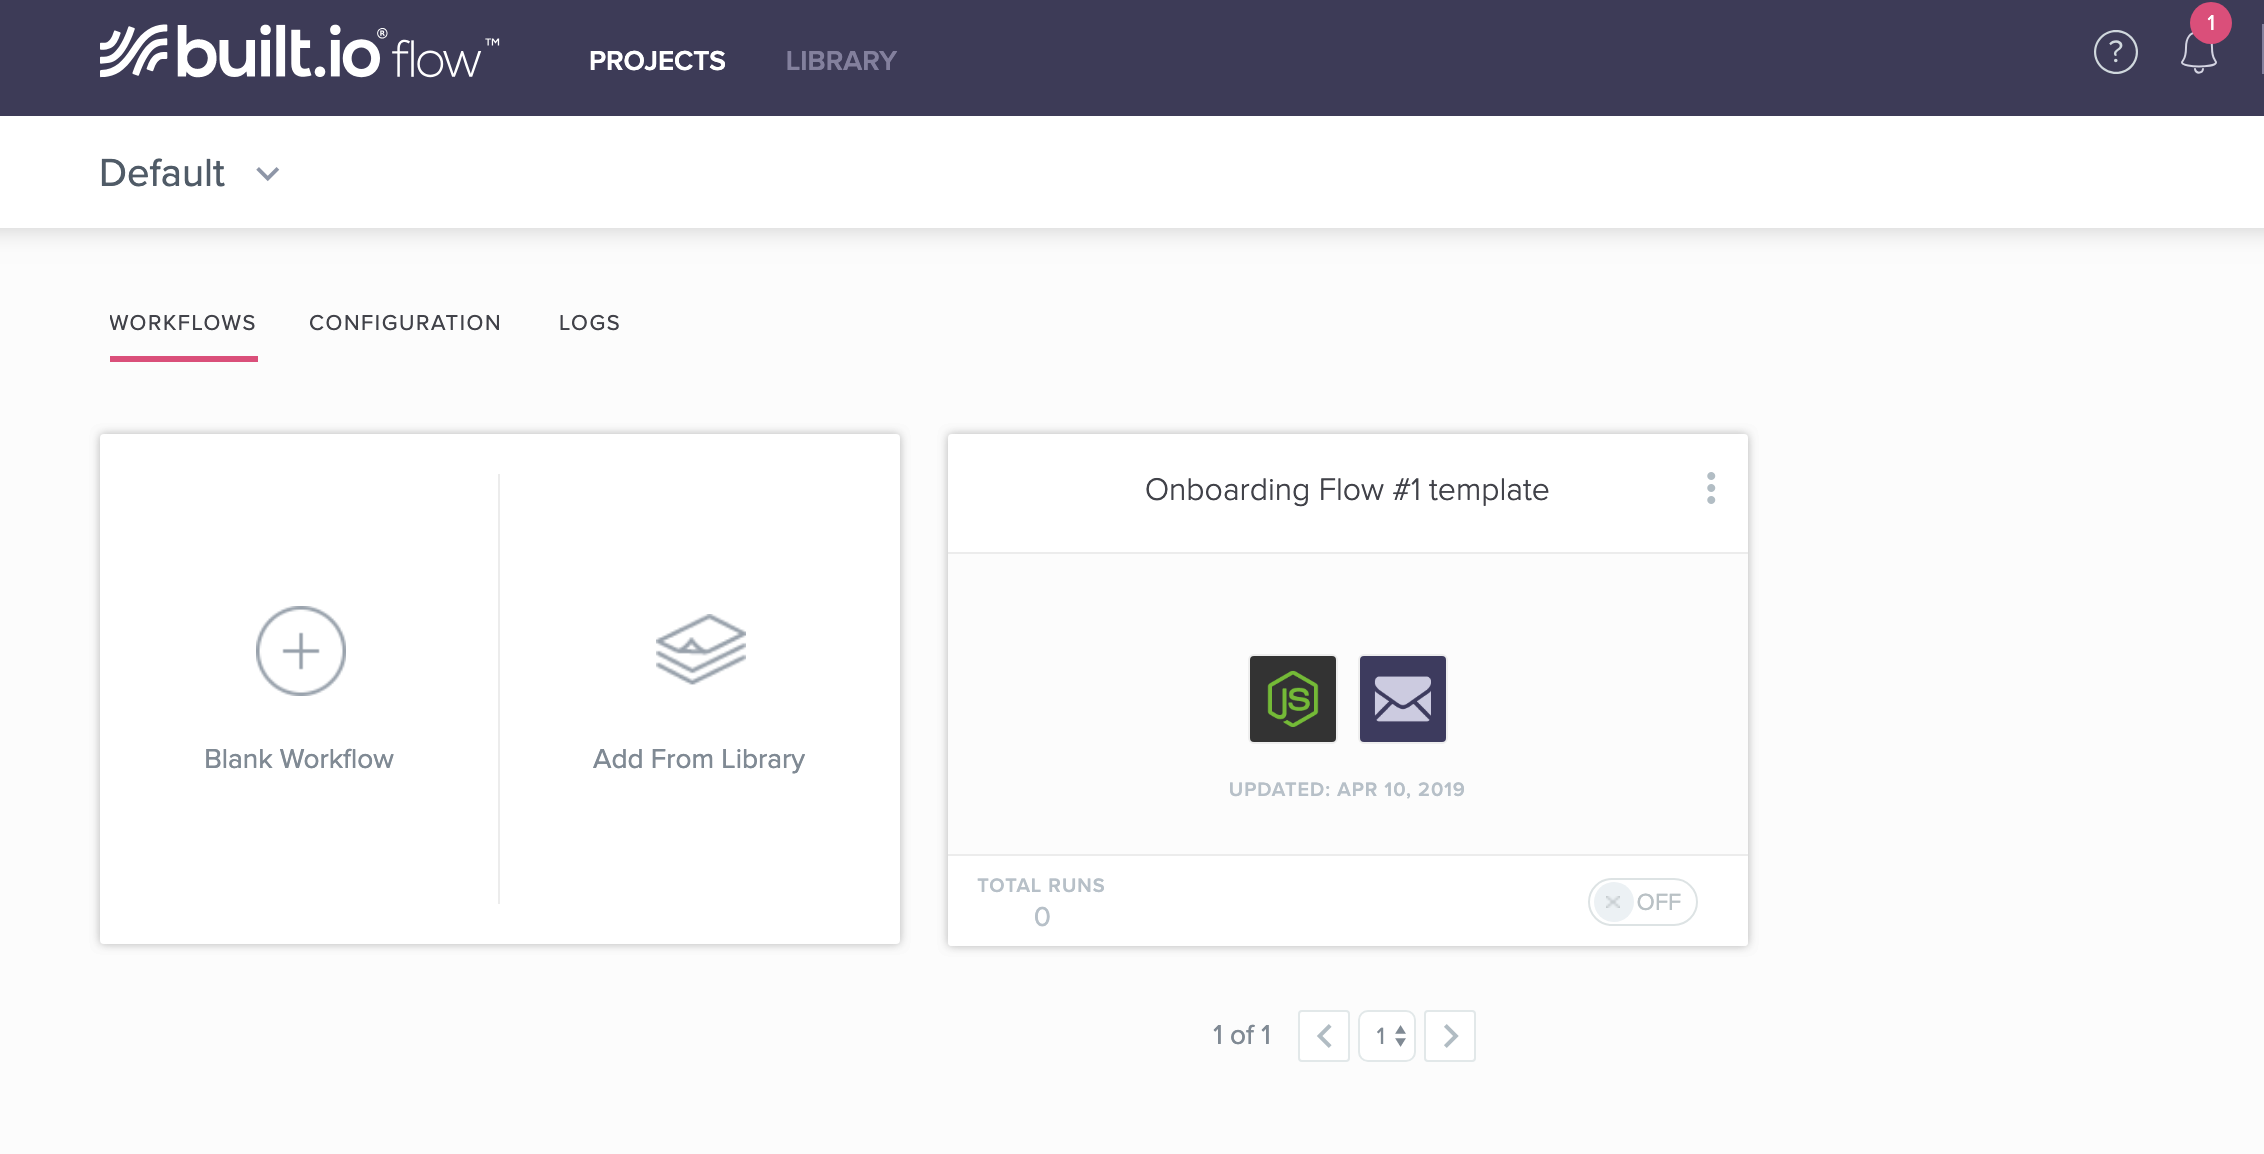 built.io® flow™
PROJECTS
LIBRARY
?
1
Default
WORKFLOWS
CONFIGURATION
LOGS
Blank Workflow
Add From Library
Onboarding Flow #1 template
JS
UPDATED: APR 10, 2019
TOTAL RUNS
0
OFF
1 of 1
1